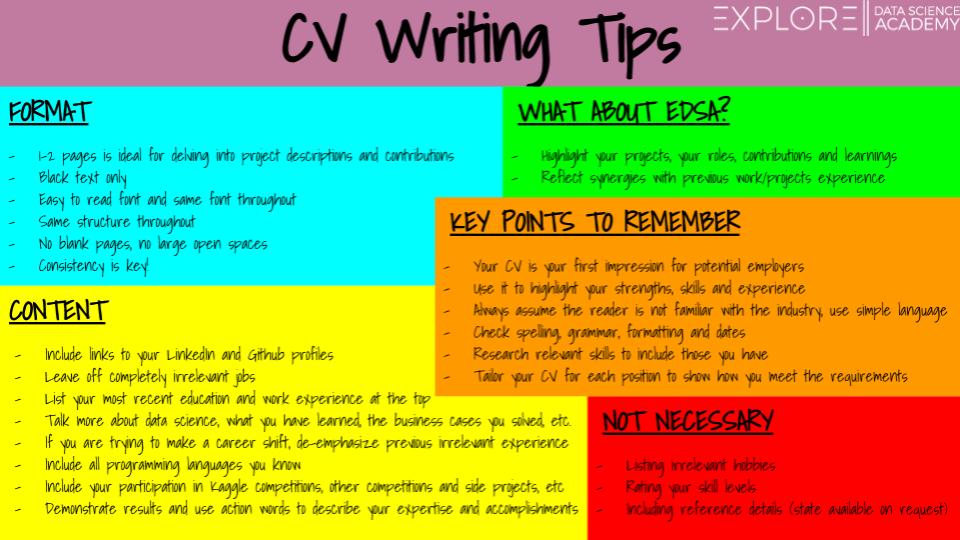 CV Writing Tips
EXPLORE DATA SCIENCE ACADEMY
FORMAT
- 1-2 pages is ideal for delving into project descriptions and contributions
- Black text only
- Easy to read font and same font throughout
- Same structure throughout
- No blank pages, no large open spaces
- Consistency is key!
WHAT ABOUT EDSA?
- Highlight your projects, your roles, contributions and learnings
- Reflect synergies with previous work/projects experience
KEY POINTS TO REMEMBER
- Your CV is your first impression for potential employers
- Use it to highlight your strengths, skills and experience
- Always assume the reader is not familiar with the industry, use simple language
- Check spelling, grammar, formatting and dates
- Research relevant skills to include those you have
- Tailor your CV for each position to show how you meet the requirements
CONTENT
- Include links to your LinkedIn and Github profiles
- Leave off completely irrelevant jobs
- List your most recent education and work experience at the top
- Talk more about data science, what you have learned, the business cases you solved, etc.
- If you are trying to make a career shift, de-emphasize previous irrelevant experience
- Include all programming languages you know
- Include your participation in Kaggle competitions, other competitions and side projects, etc
- Demonstrate results and use action words to describe your expertise and accomplishments
NOT NECESSARY
- Listing irrelevant hobbies
- Rating your skill levels
- Including reference details (state available on request)